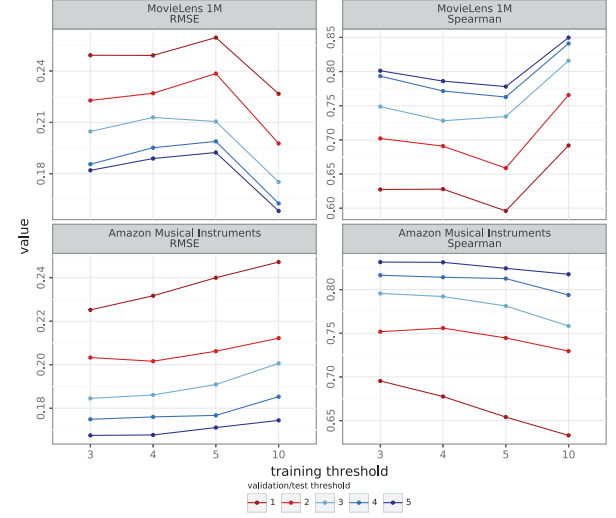 MovieLens 1M
RMSE
MovieLens 1M
Spearman
0.24
0.21
0.18
0.85
0.80
0.75
0.70
0.65
0.60
value
Amazon Musical Instruments
RMSE
Amazon Musical Instruments
Spearman
0.24
0.22
0.20
0.18
0.80
0.75
0.70
0.65
3 4 5 10
3 4 5 10
training threshold
validation/test threshold
1 2 3 4 5